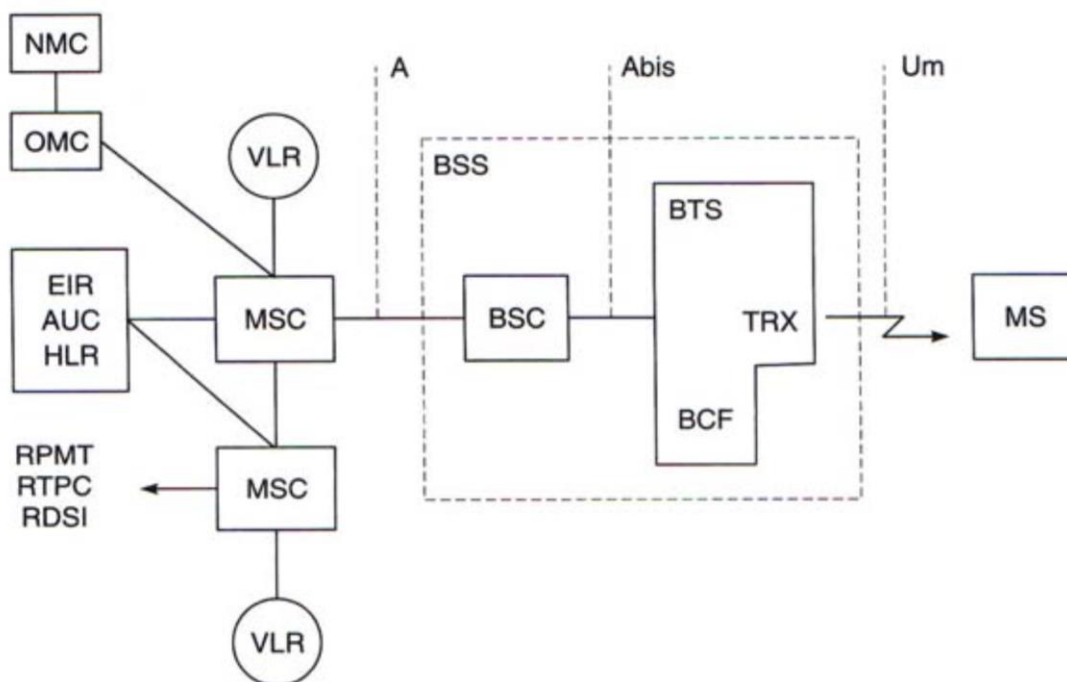 NMC
A
Abis
Um
OMC
VLR
BSS
BTS
EIR
AUC
HLR
MSC
BSC
TRX
MS
BCF
RPMT
RTPC
RDSI
MSC
VLR